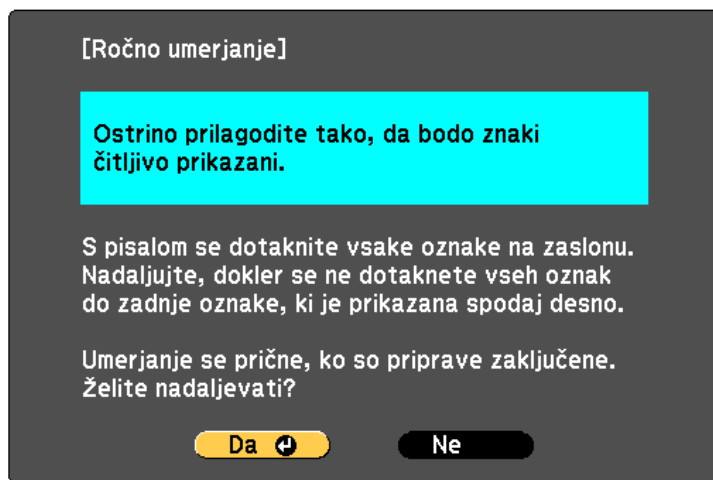 [Ročno umerjanje]
Ostrino prilagodite tako, da bodo znaki
čitljivo prikazani.
S pisalom se dotaknite vsake oznake na zaslonu.
Nadaljujte, dokler se ne dotaknete vseh oznak
do zadnje oznake, ki je prikazana spodaj desno.
Umerjanje se prične, ko so priprave zaključene.
Želite nadaljevati?
Da Ne